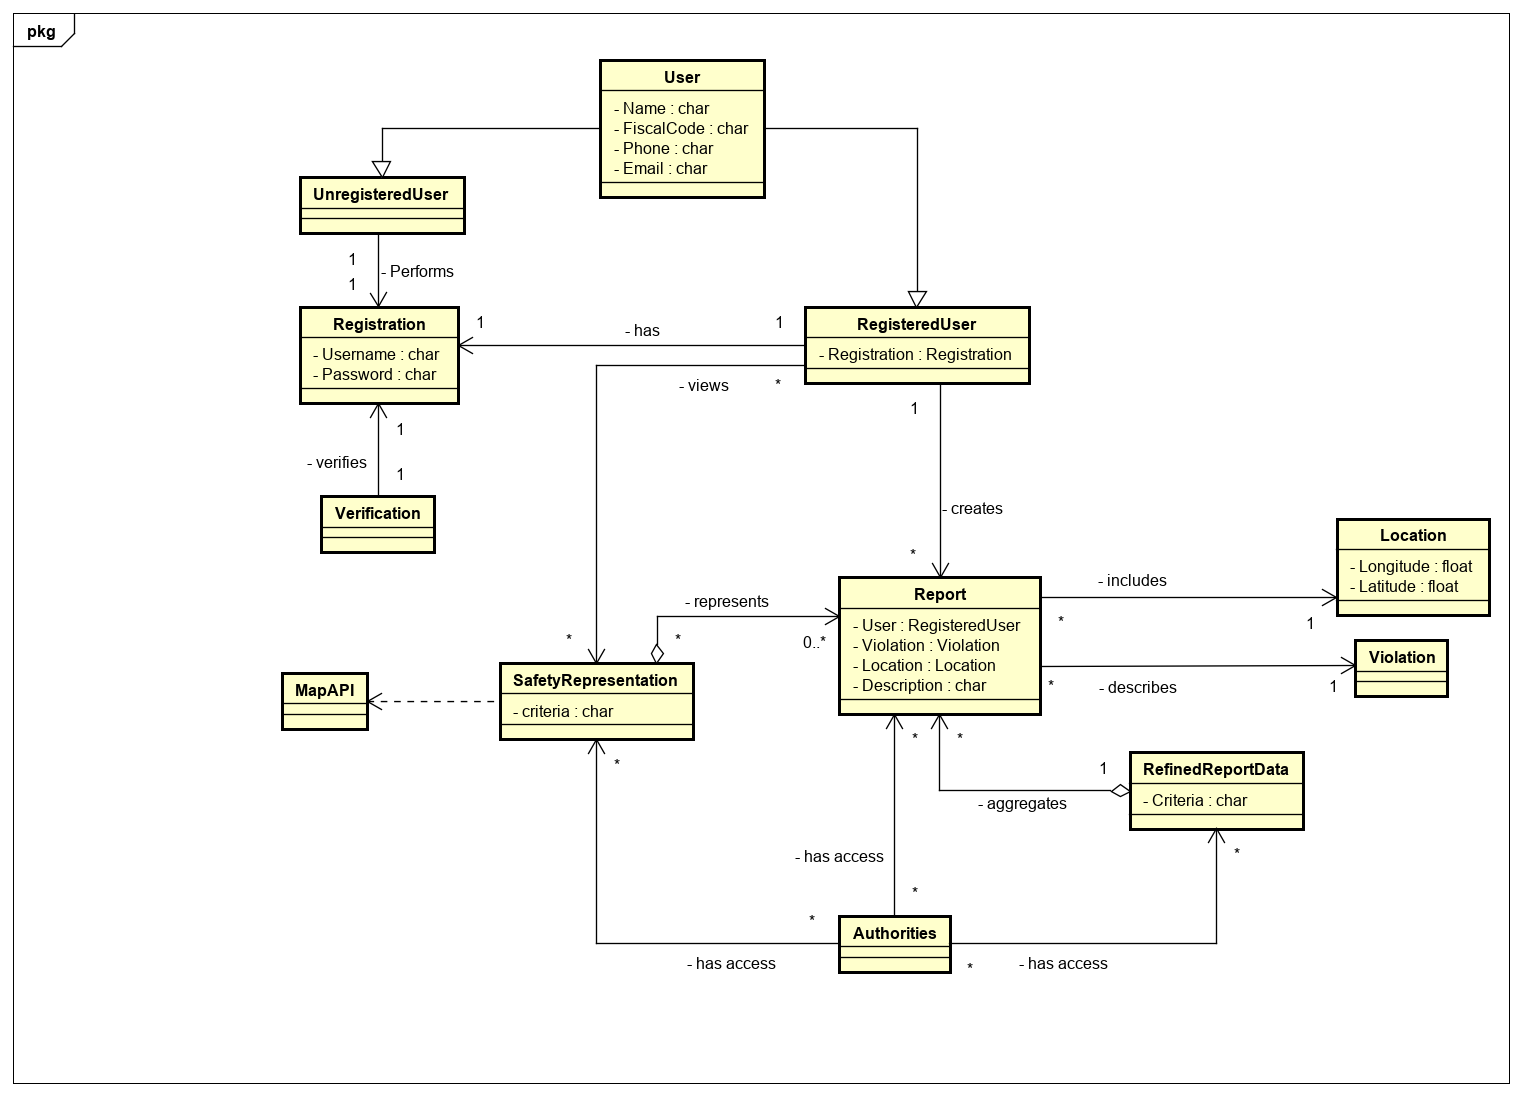 pkg
User
- Name : char
- FiscalCode : char
- Phone : char
- Email : char
UnregisteredUser
1
- Performs
1
Registration
- Username : char
- Password : char
1
- has
1
RegisteredUser
- Registration : Registration
- views
*
1
1
- verifies
1
Verification
- creates
*
Location
- Longitude : float
- Latitude : float
Report
- User : RegisteredUser
- Violation : Violation
- Location : Location
- Description : char
- includes
*
1
- represents
*
*
0..*
Violation
*
- describes
1
SafetyRepresentation
- criteria : char
MapAPI
*
*
*
1
RefinedReportData
- Criteria : char
- aggregates
- has access
*
*
*
Authorities
- has access
*
- has access